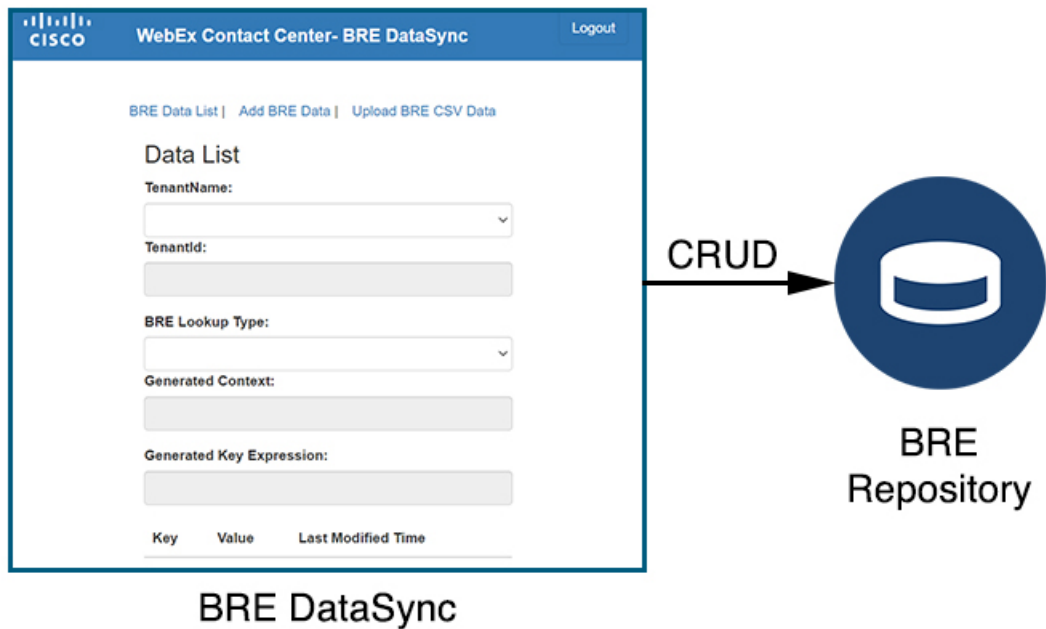 CISCO
WebEx Contact Center- BRE DataSync
Logout
BRE Data List | Add BRE Data | Upload BRE CSV Data
Data List
TenantName:
TenantId:
BRE Lookup Type:
Generated Context:
Generated Key Expression:
Key Value Last Modified Time
CRUD
BRE
Repository
BRE DataSync